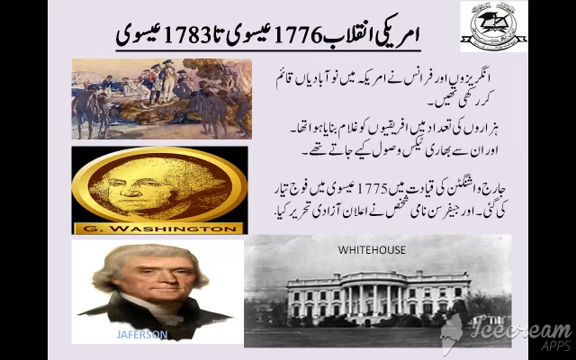 امریکی انقلاب 1776 عیسوی تا 1783 عیسوی
انگریزوں اور فرانس نے امریکہ میں نوآبادیاں قائم
کر رکھی تھیں۔
ہزاروں کی تعداد میں افریقیوں کو غلام بنایا ہوا تھا۔
اور ان سے بھاری ٹیکس وصول کیے جاتے تھے۔
جارج واشنگٹن کی قیادت میں 1775 عیسوی میں فوج تیار
کی گئی۔ اور جیفرسن نامی شخص نے اعلان آزادی تحریر کیا۔
G. WASHINGTON
WHITEHOUSE
JAFERSON
Icecream
APPS